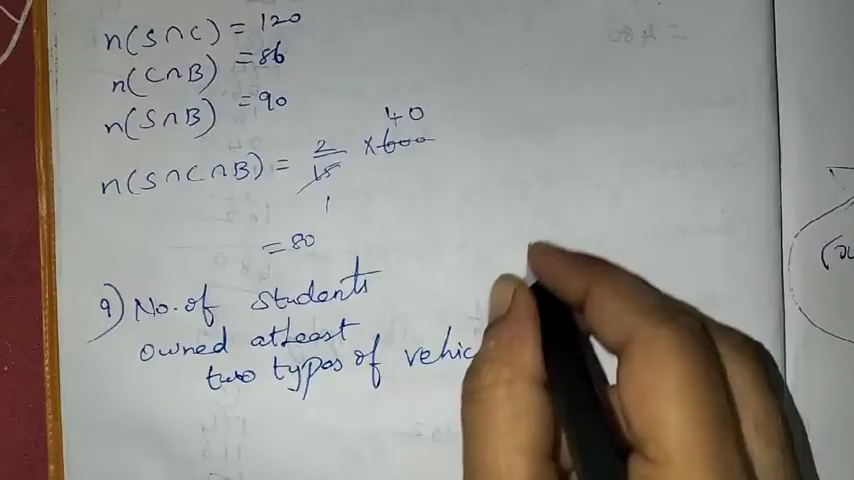 n(S∩C) = 120
n(C∩B) = 86
n(S∩B) = 90
n(S∩C∩B) = 2/15 × 600
40
1
= 80
9) No. of students
owned atleast
two types of vehic